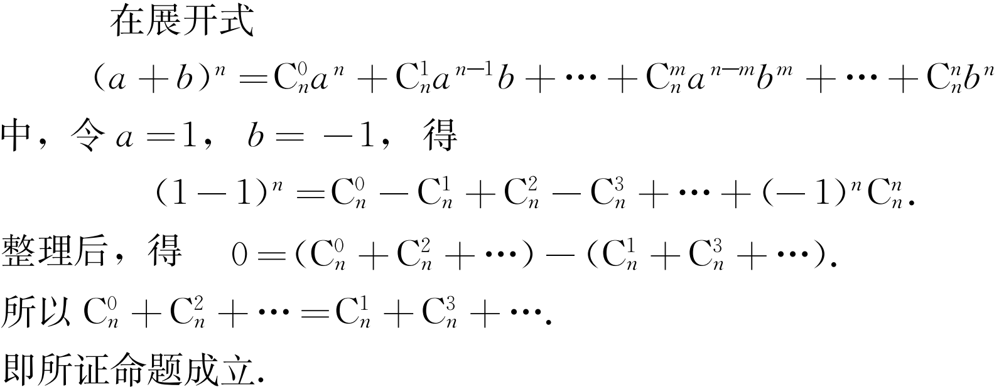 在展开式
$(a+b)^n=\mathrm{C}_n^0a^n+\mathrm{C}_n^1a^{n-1}b+\cdots+\mathrm{C}_n^ma^{n-m}b^m+\cdots+\mathrm{C}_n^nb^n$
中，令 $a=1$， $b=-1$， 得
$(1-1)^n=\mathrm{C}_n^0-\mathrm{C}_n^1+\mathrm{C}_n^2-\mathrm{C}_n^3+\cdots+(-1)^n\mathrm{C}_n^n.$
整理后，得 $0=(\mathrm{C}_n^0+\mathrm{C}_n^2+\cdots)-(\mathrm{C}_n^1+\mathrm{C}_n^3+\cdots).$
所以 $\mathrm{C}_n^0+\mathrm{C}_n^2+\cdots=\mathrm{C}_n^1+\mathrm{C}_n^3+\cdots.$
即所证命题成立.